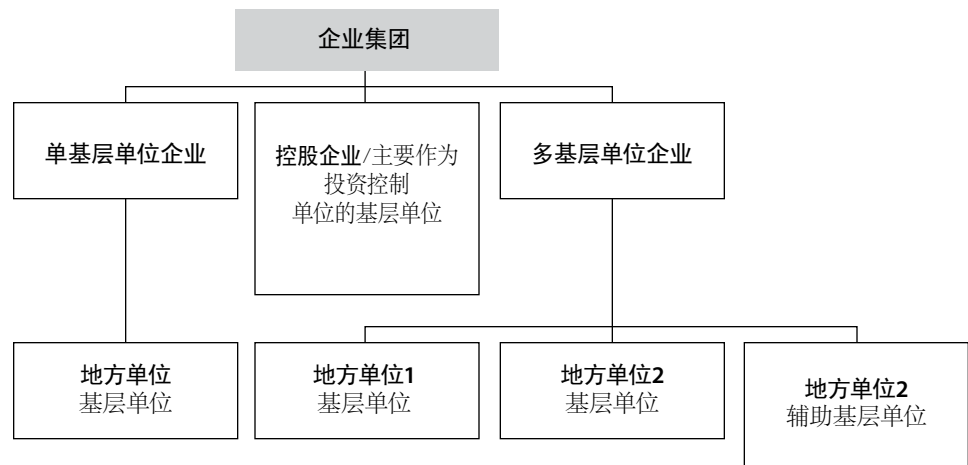 企业集团
单基层单位企业
控股企业/主要作为
投资控制
单位的基层单位
多基层单位企业
地方单位
基层单位
地方单位1
基层单位
地方单位2
基层单位
地方单位2
辅助基层单位